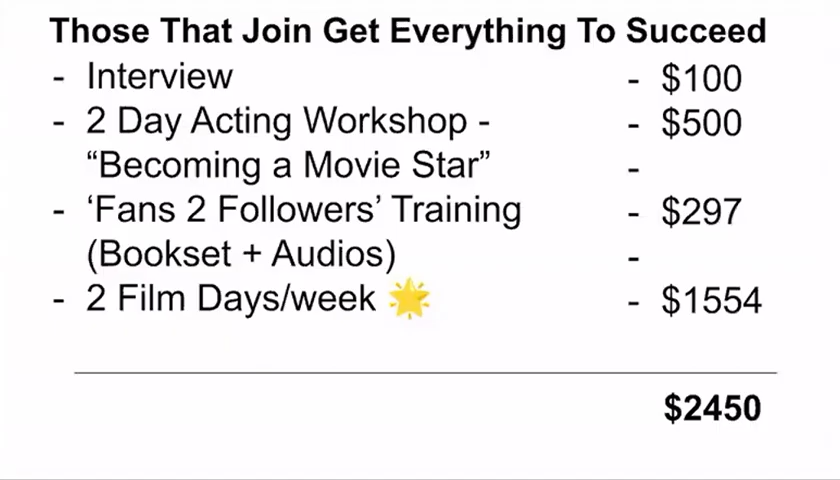 Those That Join Get Everything To Succeed
- Interview - $100
- 2 Day Acting Workshop - - $500
“Becoming a Movie Star” -
- ‘Fans 2 Followers’ Training - $297
(Bookset + Audios) -
- 2 Film Days/week 🌟 - $1554
$2450